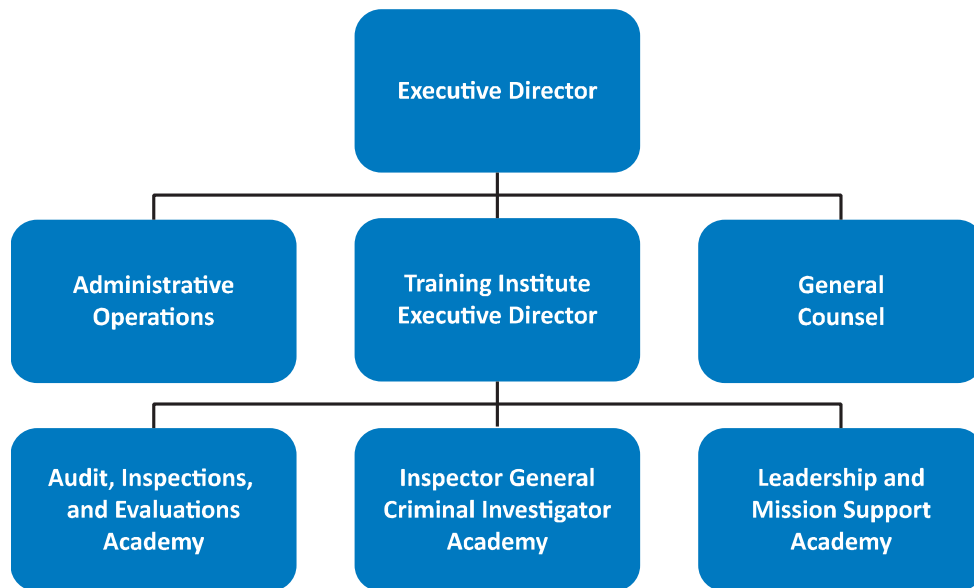 Executive Director
Administrative
Operations
Training Institute
Executive Director
General
Counsel
Audit, Inspections,
and Evaluations
Academy
Inspector General
Criminal Investigator
Academy
Leadership and
Mission Support
Academy